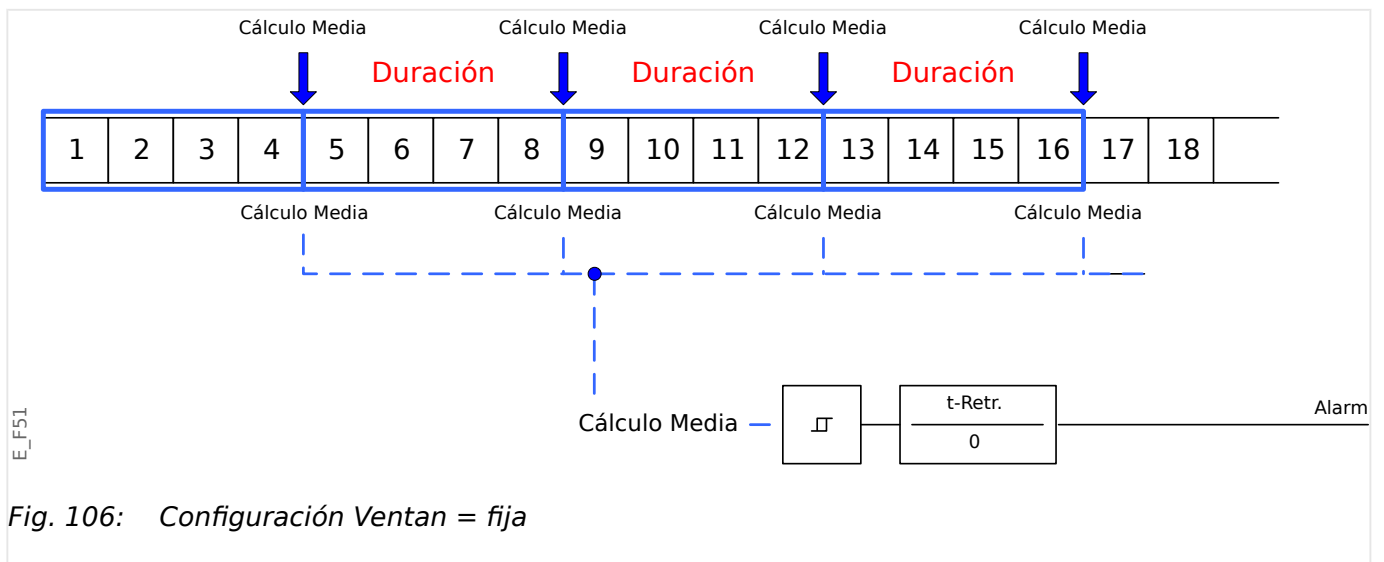 Cálculo Media Cálculo Media Cálculo Media Cálculo Media
Duración Duración Duración
1 2 3 4 5 6 7 8 9 10 11 12 13 14 15 16 17 18
Cálculo Media Cálculo Media Cálculo Media Cálculo Media
t-Retr.
Cálculo Media
0
Alarm
E_F51
Fig. 106: Configuración Ventan = fija